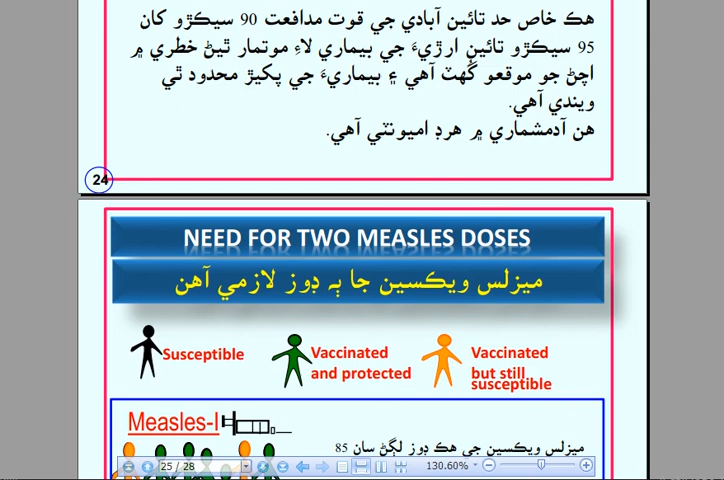 هڪ خاص حد تائين آبادي جي قوت مدافعت 90 سيڪڙو کان
95 سيڪڙو تائين ارڙيءَ جي بيماري لاءِ موتمار ٿيڻ خطري ۾
اچڻ جو موقعو گهٽ آهي ۽ بيماريءَ جي پکيڙ محدود ٿي
ويندي آهي.
هن آدمشماري ۾ هرڊ اميونٽي آهي.
24
NEED FOR TWO MEASLES DOSES
ميزلس ويڪسين جا ٻه ڊوز لازمي آهن
Susceptible
Vaccinated and protected
Vaccinated but still susceptible
Measles-I
ميزلس ويڪسين جي هڪ ڊوز لڳڻ سان 85
25 / 28
130.60%